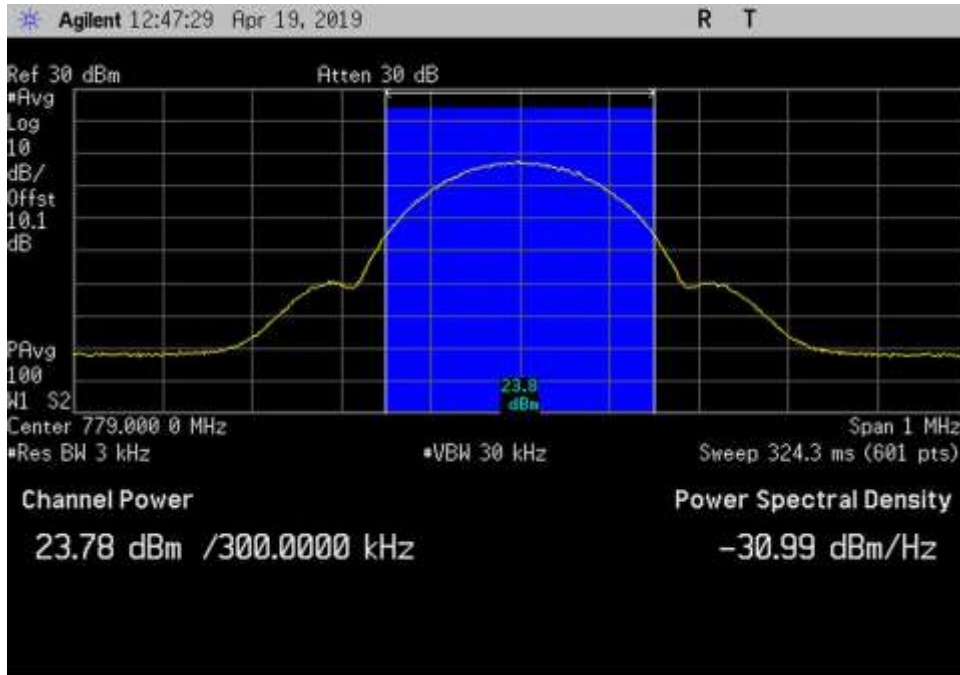 Agilent 12:47:29 Apr 19, 2019 R T
Ref 30 dBm Atten 30 dB
#Avg
Log
10
dB/
Offst
10.1
dB
PAvg
100
W1 S2
23.8
dBm
Center 779.000 0 MHz Span 1 MHz
#Res BW 3 kHz #VBW 30 kHz Sweep 324.3 ms (601 pts)
Channel Power Power Spectral Density
23.78 dBm /300.0000 kHz -30.99 dBm/Hz